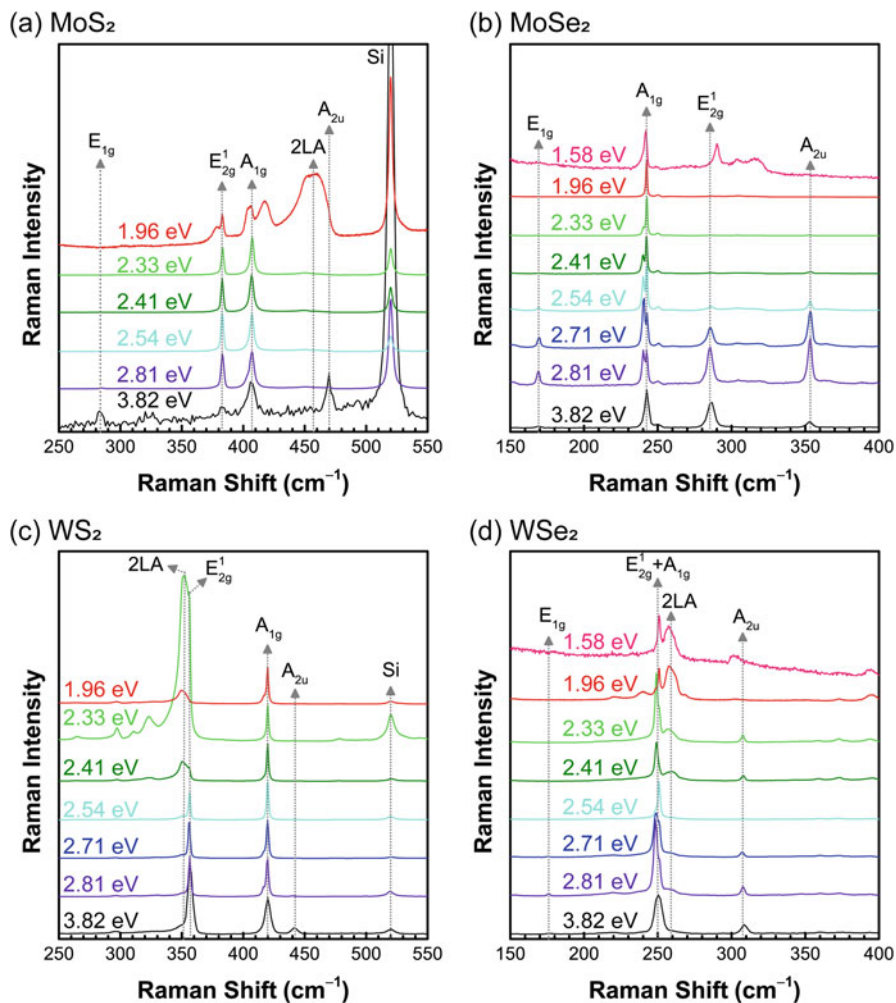 (a) MoS₂
Si
A₂ᵤ
E₁g
E¹₂g A₁g 2LA
1.96 eV
2.33 eV
2.41 eV
2.54 eV
2.81 eV
3.82 eV
Raman Intensity
250 300 350 400 450 500 550
Raman Shift (cm⁻¹)
(b) MoSe₂
A₁g
E¹₂g
E₁g
A₂ᵤ
1.58 eV
1.96 eV
2.33 eV
2.41 eV
2.54 eV
2.71 eV
2.81 eV
3.82 eV
Raman Intensity
150 200 250 300 350 400
Raman Shift (cm⁻¹)
(c) WS₂
2LA E¹₂g
A₁g
A₂ᵤ Si
1.96 eV
2.33 eV
2.41 eV
2.54 eV
2.71 eV
2.81 eV
3.82 eV
Raman Intensity
250 300 350 400 450 500 550
Raman Shift (cm⁻¹)
(d) WSe₂
E¹₂g+A₁g
2LA
E₁g A₂ᵤ
1.58 eV
1.96 eV
2.33 eV
2.41 eV
2.54 eV
2.71 eV
2.81 eV
3.82 eV
Raman Intensity
150 200 250 300 350 400
Raman Shift (cm⁻¹)